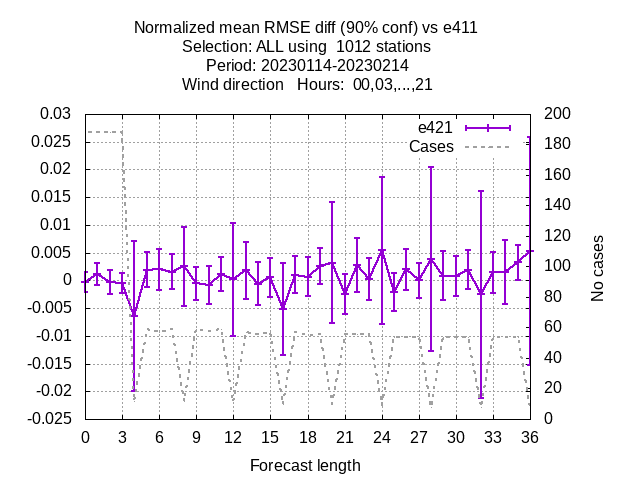 Normalized mean RMSE diff (90% conf) vs e411
Selection: ALL using  1012 stations
Period: 20230114-20230214
Wind direction   Hours:  00,03,...,21
0.03
0.025
0.02
0.015
0.01
0.005
0
-0.005
-0.01
-0.015
-0.02
-0.025
e421
Cases
200
180
160
140
120
100
80
60
40
20
0
No cases
0 3 6 9 12 15 18 21 24 27 30 33 36
Forecast length